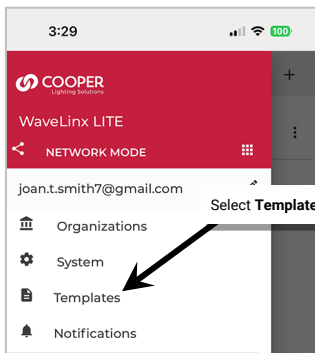 3:29
100
COOPER
Lighting Solutions
WaveLinx LITE
NETWORK MODE
joan.t.smith7@gmail.com
Select Template
Organizations
System
Templates
Notifications